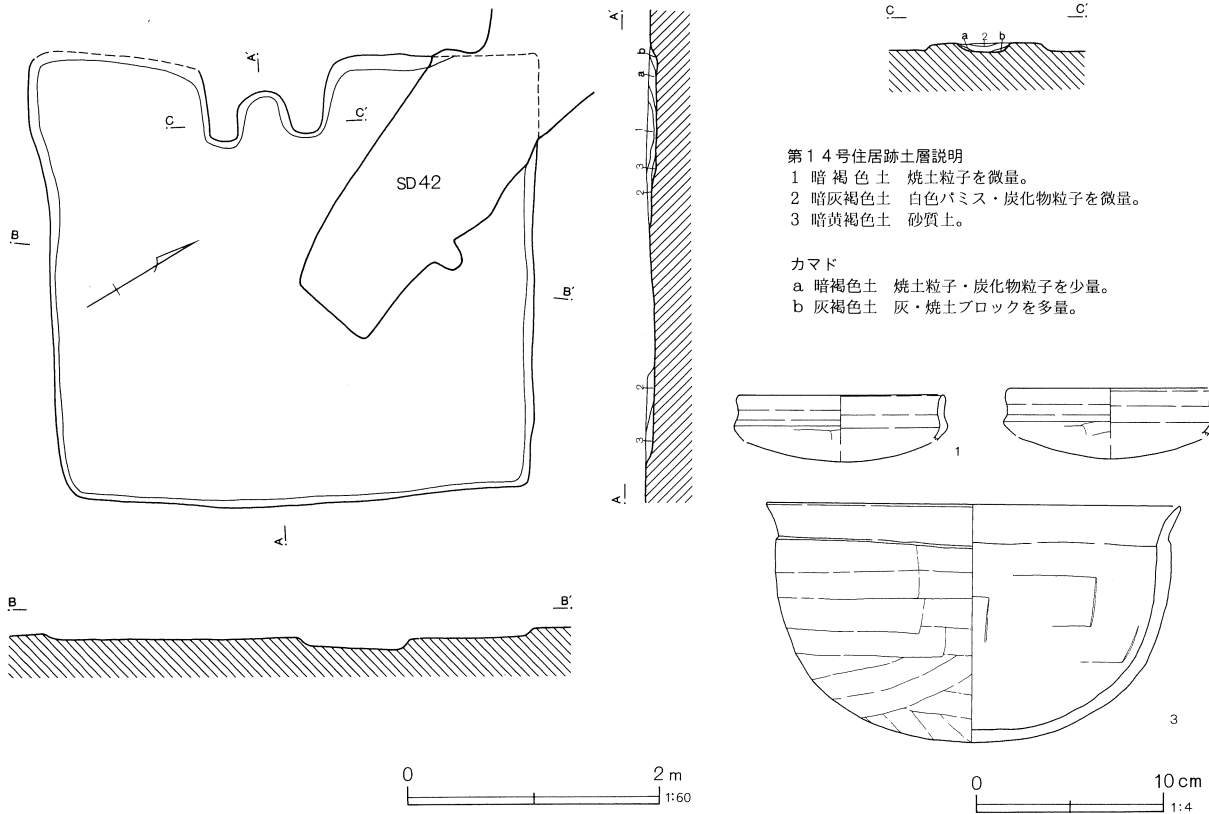 A′
C
C′
SD42
B
B′
A
B
B′
0 2 m
1:60
A′
b
a
1
3
2
2
3
A
C
C′
a 2 b
第14号住居跡土層説明
1 暗褐色土 焼土粒子を微量。
2 暗灰褐色土 白色パミス・炭化物粒子を微量。
3 暗黄褐色土 砂質土。
カマド
a 暗褐色土 焼土粒子・炭化物粒子を少量。
b 灰褐色土 灰・焼土ブロックを多量。
1
3
0 10cm
1:4